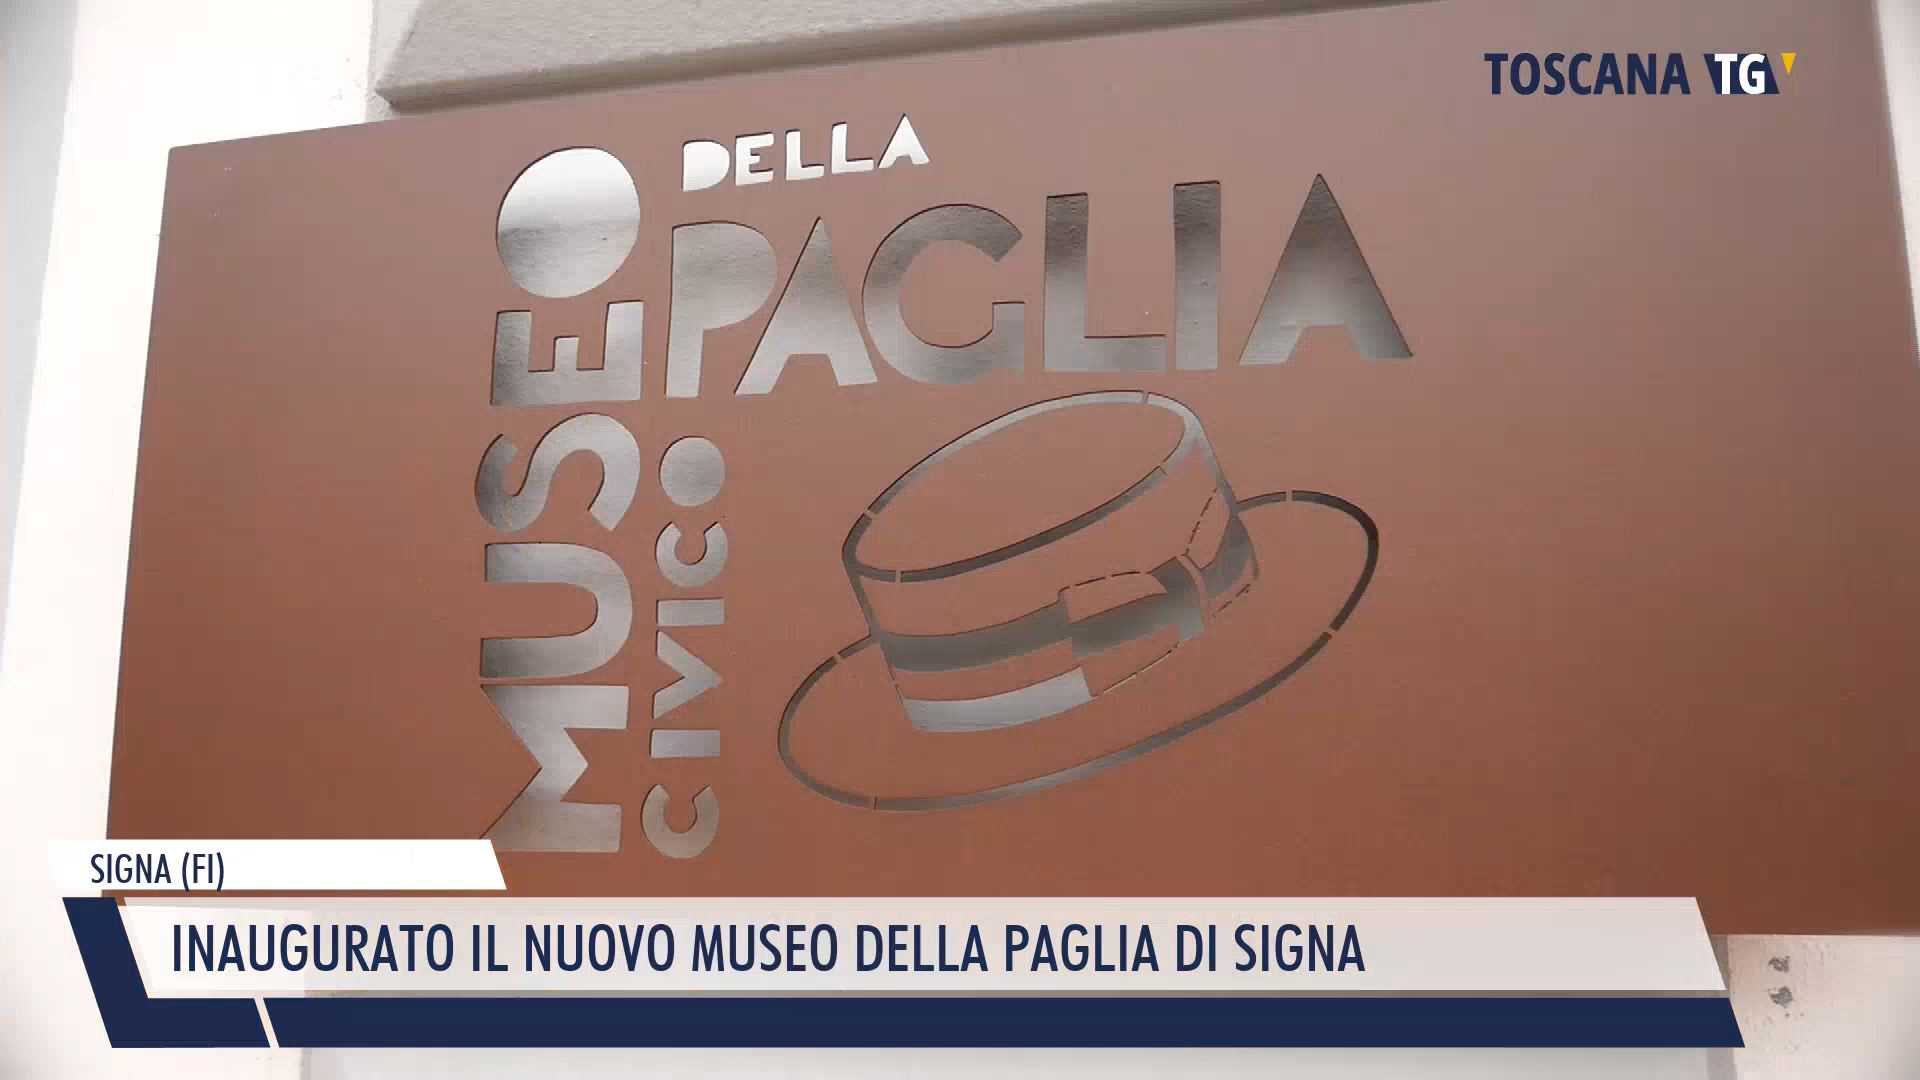 TOSCANA TG
MUSEO
CIVICO
DELLA
PAGLIA
SIGNA (FI)
INAUGURATO IL NUOVO MUSEO DELLA PAGLIA DI SIGNA